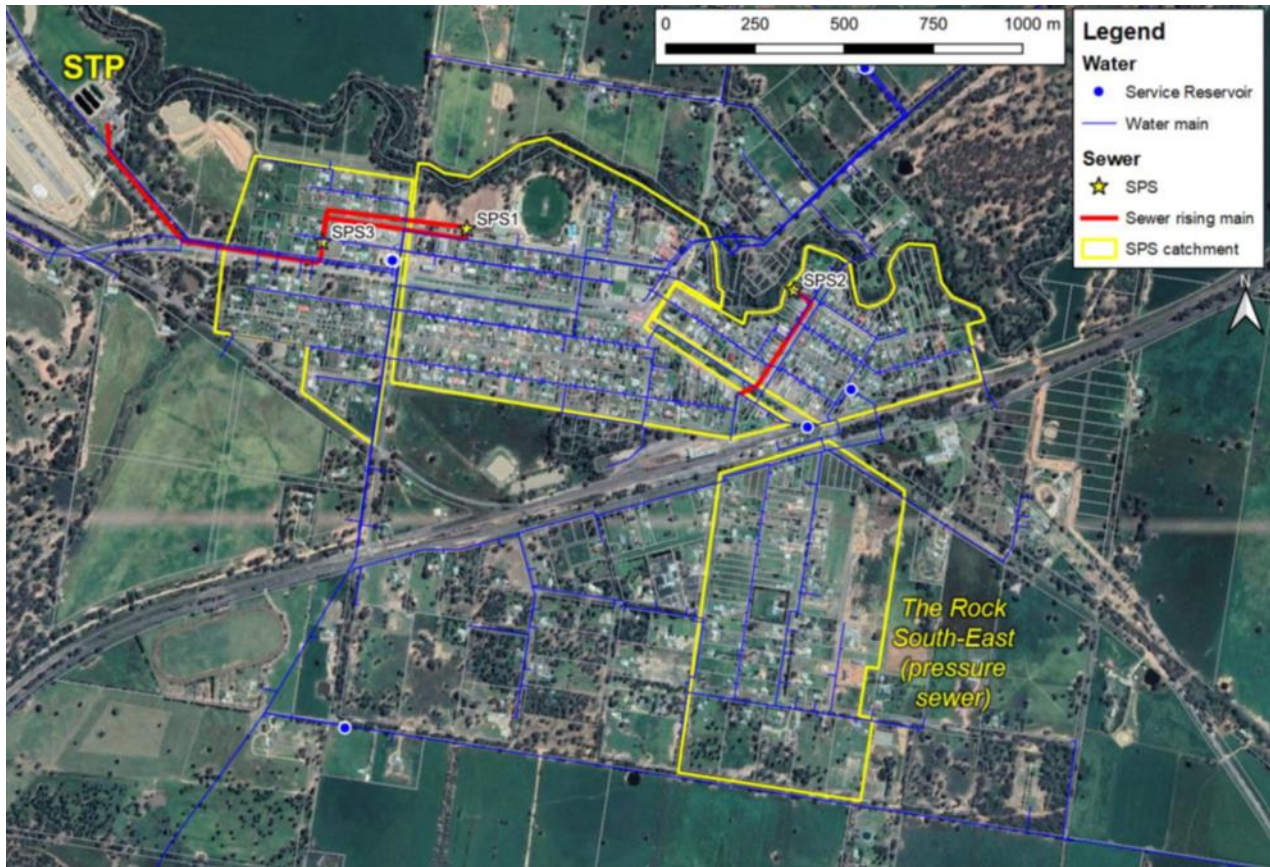 0 250 500 750 1000 m
Legend
Water
Service Reservoir
Water main
Sewer
SPS
Sewer rising main
SPS catchment
N
STP
SPS1
SPS3
SPS2
The Rock
South-East
(pressure
sewer)